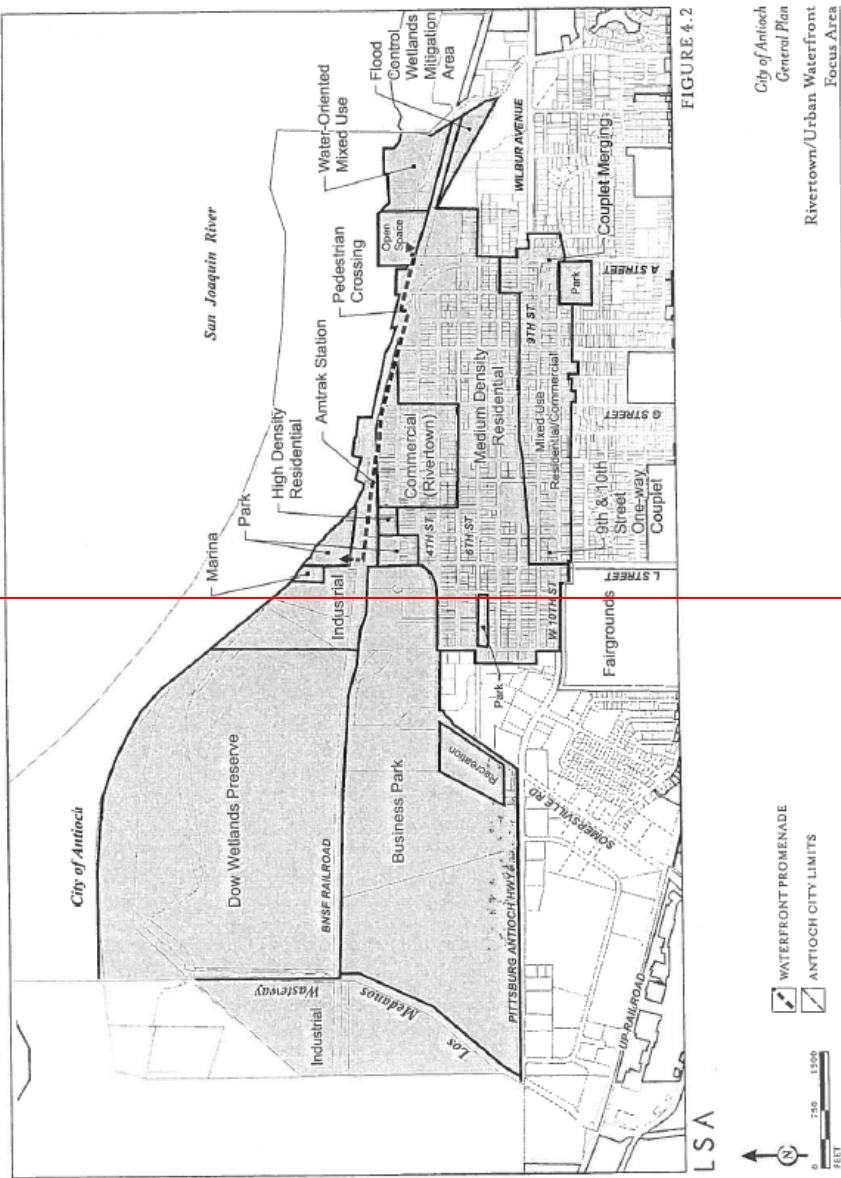 City of Antioch
San Joaquin River
Water-Oriented
Mixed Use
Flood
Control
Wetlands
Mitigation
Area
Pedestrian
Crossing
Amtrak Station
High Density
Residential
Park
Marina
Open
Space
Industrial
Dow Wetlands Preserve
BNSF RAILROAD
Wasteway
Medanos
Los
Industrial
Business Park
Recreation
PITTSBURG ANTIOCH HWY
SOMERSVILLE RD
UP RAILROAD
Commercial
(Rivertown)
4TH ST
6TH ST
Medium Density
Residential
Park
W 10TH ST
Fairgrounds
L STREET
9TH ST
Mixed Use
Residential/Commercial
9th & 10th
Street
One-way
Couplet
G STREET
A STREET
Park
Couplet Merging
WILBUR AVENUE
LSA
FIGURE 4.2
N
0 750 1500
FEET
WATERFRONT PROMENADE
ANTIOCH CITY LIMITS
City of Antioch
General Plan
Rivertown/Urban Waterfront
Focus Area